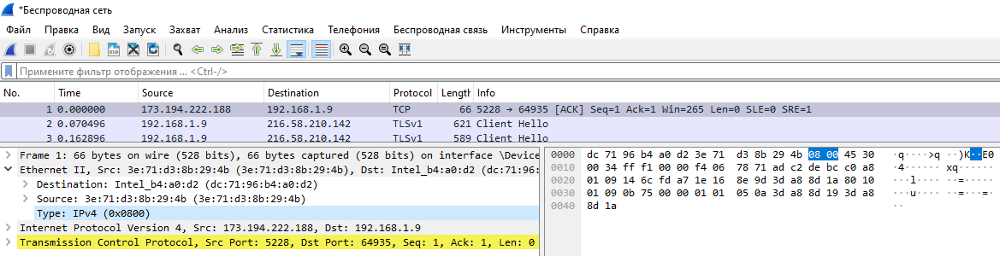 *Беспроводная сеть
Файл Правка Вид Запуск Захват Анализ Статистика Телефония Беспроводная связь Инструменты Справка
Примените фильтр отображения ... <Ctrl-/>
No. Time Source Destination Protocol Length Info
1 0.000000 173.194.222.188 192.168.1.9 TCP 66 5228 → 64935 [ACK] Seq=1 Ack=1 Win=265 Len=0 SLE=0 SRE=1
2 0.070496 192.168.1.9 216.58.210.142 TLSv1 621 Client Hello
3 0.162896 192.168.1.9 216.58.210.142 TLSv1 589 Client Hello
Frame 1: 66 bytes on wire (528 bits), 66 bytes captured (528 bits) on interface \Device
Ethernet II, Src: 3e:71:d3:8b:29:4b (3e:71:d3:8b:29:4b), Dst: Intel_b4:a0:d2 (dc:71:96:
Destination: Intel_b4:a0:d2 (dc:71:96:b4:a0:d2)
Source: 3e:71:d3:8b:29:4b (3e:71:d3:8b:29:4b)
Type: IPv4 (0x0800)
Internet Protocol Version 4, Src: 173.194.222.188, Dst: 192.168.1.9
Transmission Control Protocol, Src Port: 5228, Dst Port: 64935, Seq: 1, Ack: 1, Len: 0
0000 dc 71 96 b4 a0 d2 3e 71 d3 8b 29 4b 08 00 45 30 ·q····>q ··)K··E0
0010 00 34 ff f1 00 00 f4 06 78 71 ad c2 de bc c0 a8 ·4······ xq······
0020 01 09 14 6c fd a7 1e 16 8e 9d 3d a8 8d 1a 80 10 ···l···· ··=·····
0030 01 09 0b 75 00 00 01 01 05 0a 3d a8 8d 19 3d a8 ···u···· ··=···=·
0040 8d 1a ··